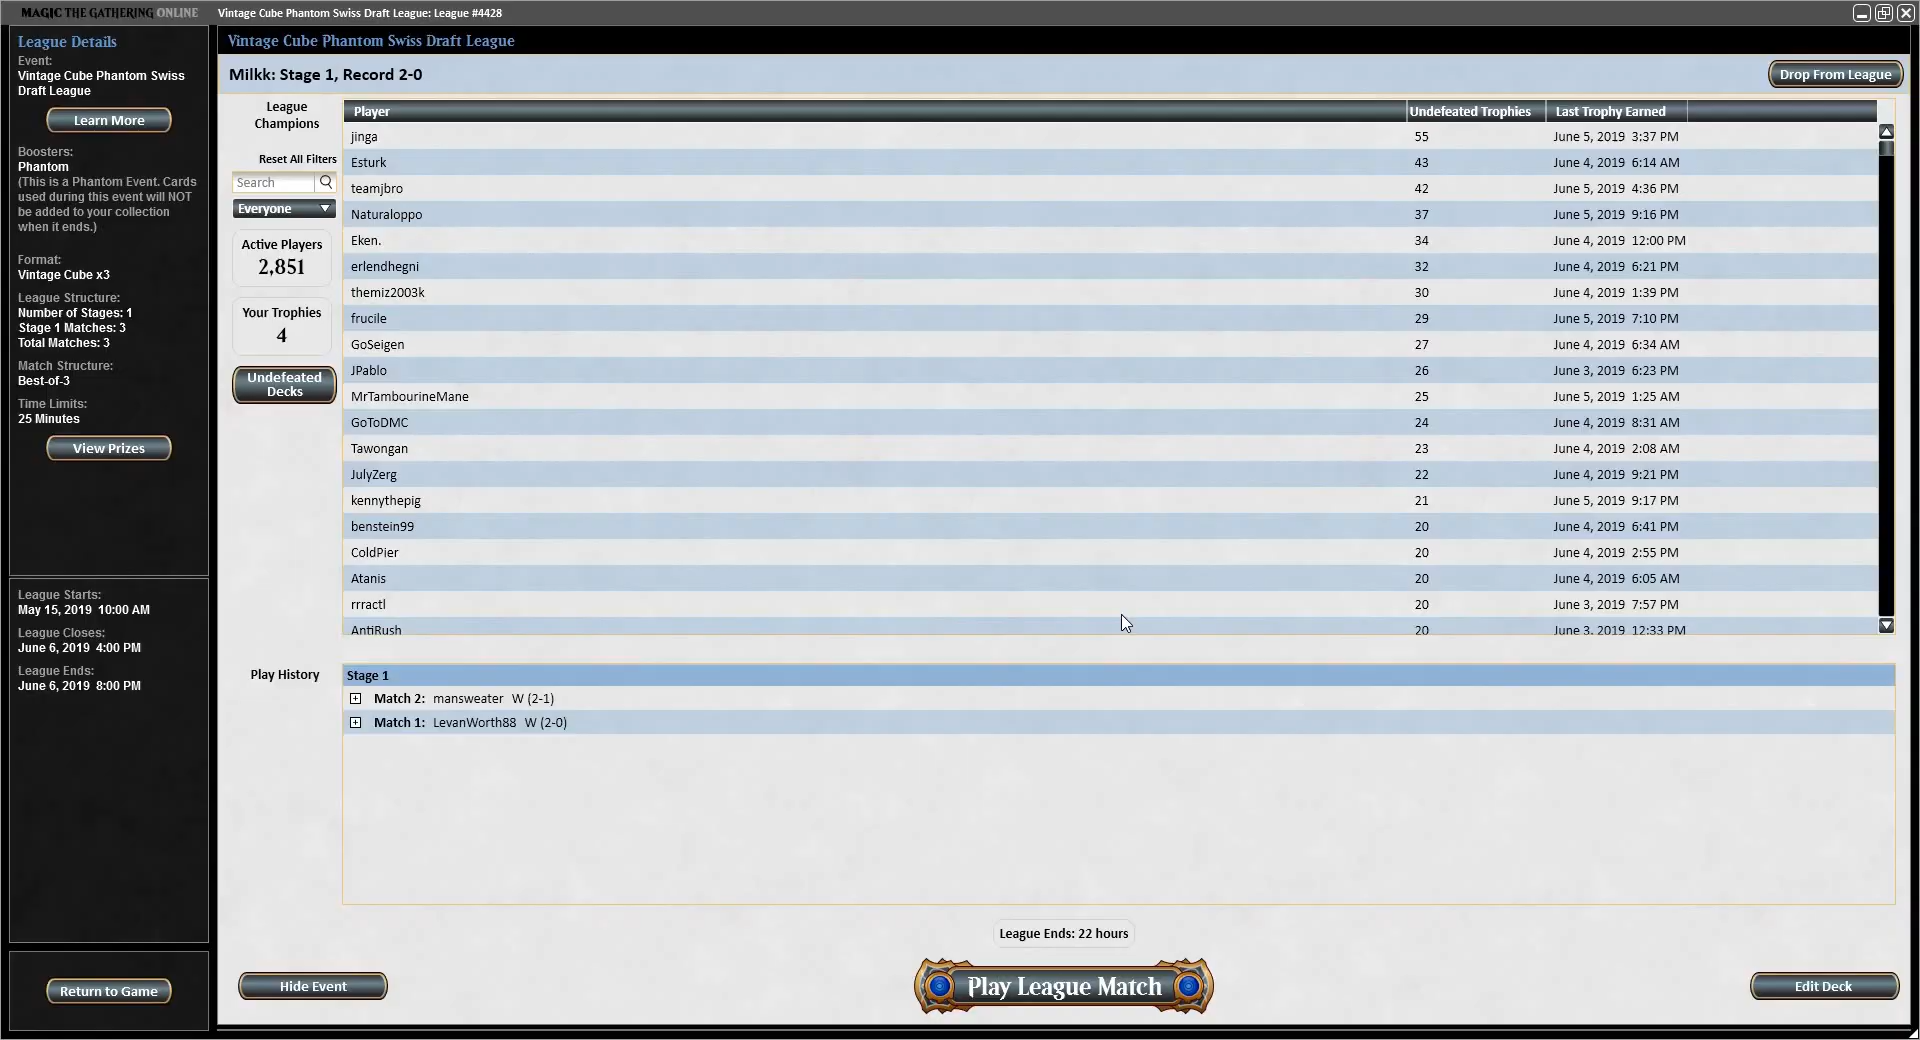 MAGIC THE GATHERING ONLINE
Vintage Cube Phantom Swiss Draft League: League #4428
League Details
Event:
Vintage Cube Phantom Swiss
Draft League
Learn More
Boosters:
Phantom
(This is a Phantom Event. Cards
used during this event will NOT
be added to your collection
when it ends.)
Format:
Vintage Cube x3
League Structure:
Number of Stages: 1
Stage 1 Matches: 3
Total Matches: 3
Match Structure:
Best-of-3
Time Limits:
25 Minutes
View Prizes
League Starts:
May 15, 2019 10:00 AM
League Closes:
June 6, 2019 4:00 PM
League Ends:
June 6, 2019 8:00 PM
Return to Game
Vintage Cube Phantom Swiss Draft League
Milkk: Stage 1, Record 2-0
Drop From League
League
Champions
Reset All Filters
Search
Everyone
Active Players
2,851
Your Trophies
4
Undefeated
Decks
Player Undefeated Trophies Last Trophy Earned
jinga 55 June 5, 2019 3:37 PM
Esturk 43 June 4, 2019 6:14 AM
teamjbro 42 June 5, 2019 4:36 PM
Naturaloppo 37 June 5, 2019 9:16 PM
Eken. 34 June 4, 2019 12:00 PM
erlendhegni 32 June 4, 2019 6:21 PM
themiz2003k 30 June 4, 2019 1:39 PM
frucile 29 June 5, 2019 7:10 PM
GoSeigen 27 June 4, 2019 6:34 AM
JPablo 26 June 3, 2019 6:23 PM
MrTambourineMane 25 June 5, 2019 1:25 AM
GoToDMC 24 June 4, 2019 8:31 AM
Tawongan 23 June 4, 2019 2:08 AM
JulyZerg 22 June 4, 2019 9:21 PM
kennythepig 21 June 5, 2019 9:17 PM
benstein99 20 June 4, 2019 6:41 PM
ColdPier 20 June 4, 2019 2:55 PM
Atanis 20 June 4, 2019 6:05 AM
rrractl 20 June 3, 2019 7:57 PM
AntiRush 20 June 3, 2019 12:33 PM
Play History
Stage 1
Match 2: mansweater W (2-1)
Match 1: LevanWorth88 W (2-0)
League Ends: 22 hours
Hide Event
Play League Match
Edit Deck